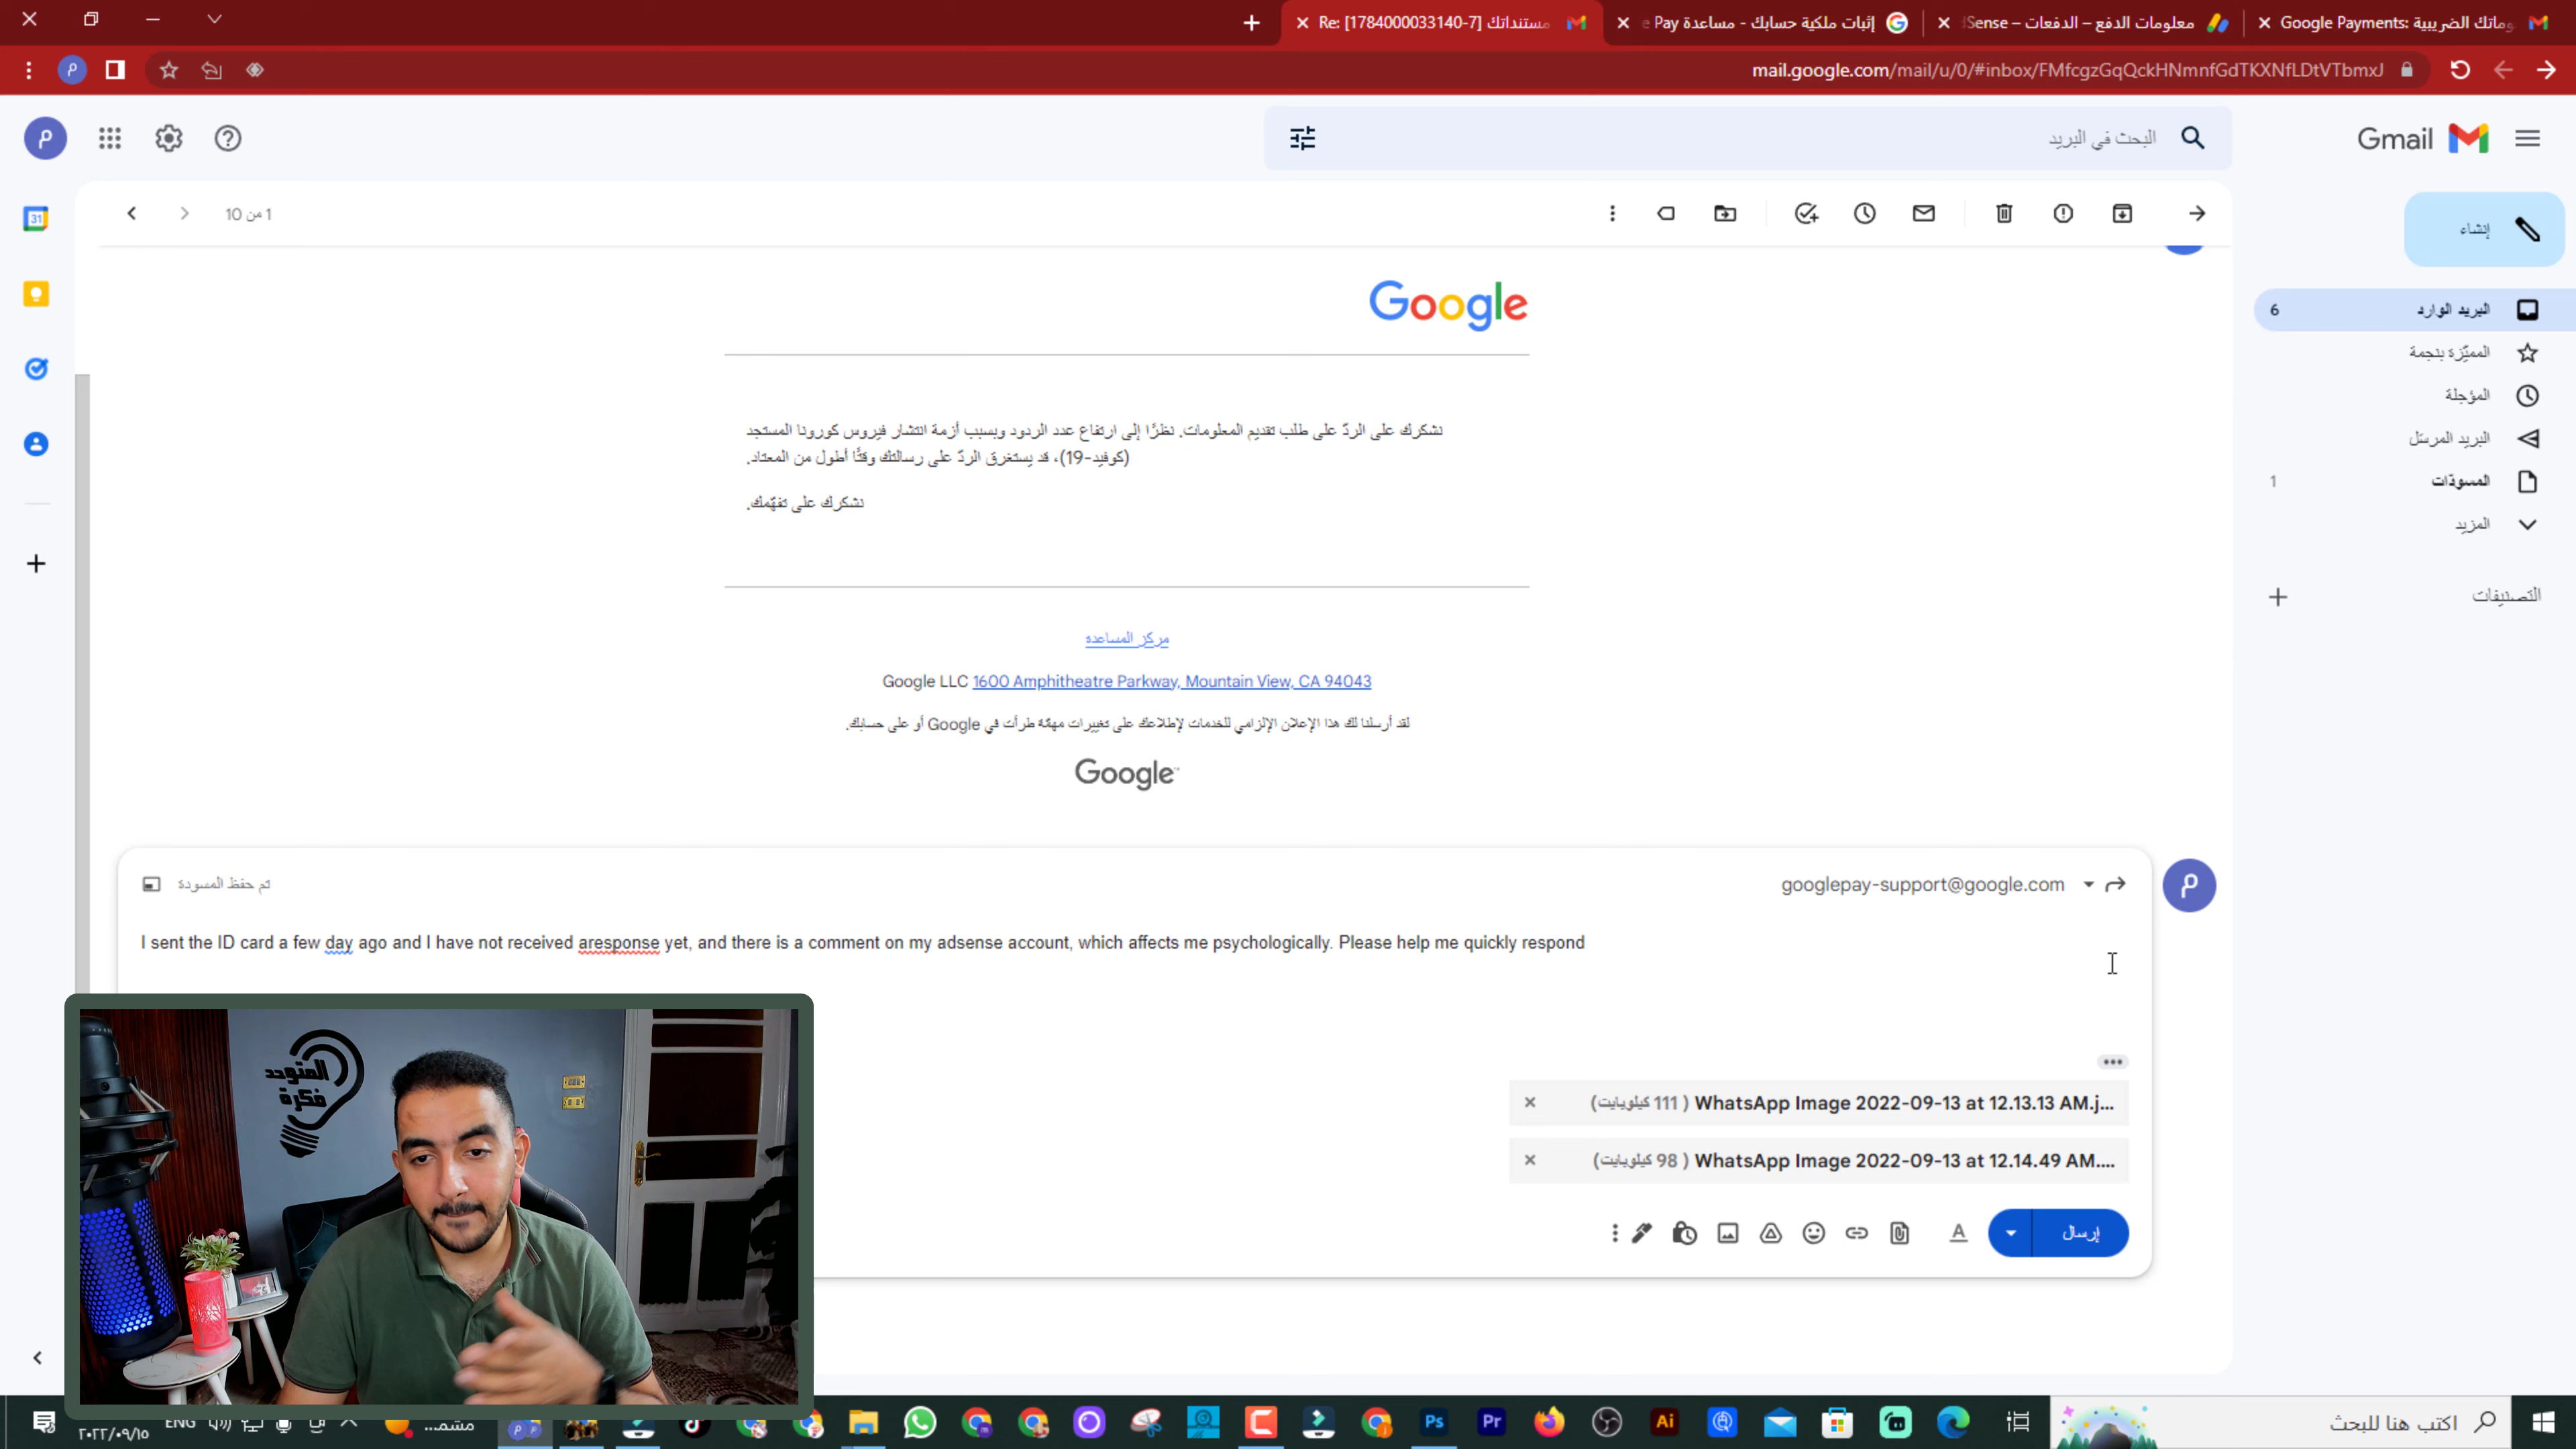 Re: [1784000033140-7] مستنداتك
إثبات ملكية حسابك - مساعدة Pay
معلومات الدفع – الدفعات – Sense
Google Payments:
mail.google.com/mail/u/0/#inbox/FMfcgzGqQckHNmnfGdTKXNfLDtVTbmxJ
البحث في البريد
Gmail
1 من 10
إنشاء
البريد الوارد 6
المميّزة بنجمة
المؤجلة
البريد المرسَل
المسودّات 1
المزيد
التصنيفات
Google
نشكرك على الردّ على طلب تقديم المعلومات. نظرًا إلى ارتفاع عدد الردود وبسبب أزمة انتشار فيروس كورونا المستجد
(كوفيد-19)، قد يستغرق الردّ على رسالتك وقتًا أطول من المعتاد.
نشكرك على تفهّمك.
مركز المساعدة
Google LLC 1600 Amphitheatre Parkway, Mountain View, CA 94043
لقد أرسلنا لك هذا الإعلان الإلزامي للخدمات لإطلاعك على تغييرات مهمّة طرأت في Google أو على حسابك.
Google
تم حفظ المسودة
googlepay-support@google.com
I sent the ID card a few day ago and I have not received aresponse yet, and there is a comment on my adsense account, which affects me psychologically. Please help me quickly respond
WhatsApp Image 2022-09-13 at 12.13.13 AM.j... (111 كيلوبايت)
WhatsApp Image 2022-09-13 at 12.14.49 AM.... (98 كيلوبايت)
إرسال
المتوحد
فكرة
٢٠٢٢/٠٩/١٥
ENG
مشمـ...
Ps
Pr
Ai
اكتب هنا للبحث